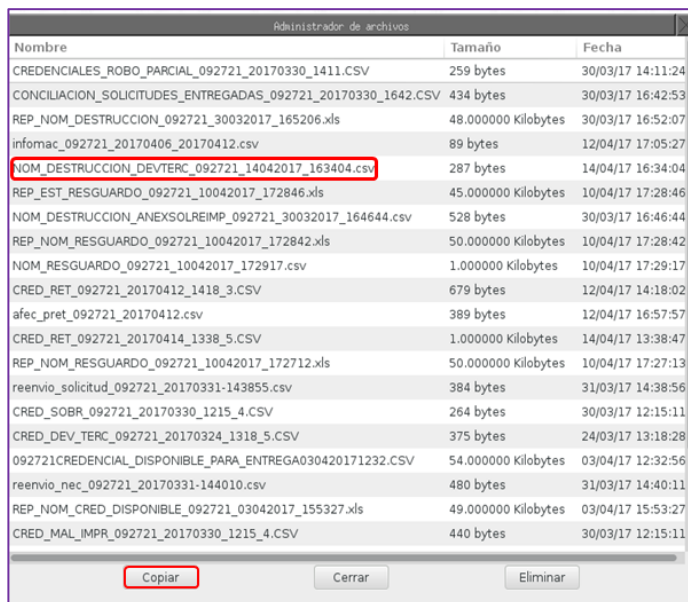 Administrador de archivos
Nombre Tamaño Fecha
CREDENCIALES_ROBO_PARCIAL_092721_20170330_1411.CSV 259 bytes 30/03/17 14:11:24
CONCILIACION_SOLICITUDES_ENTREGADAS_092721_20170330_1642.CSV 434 bytes 30/03/17 16:42:53
REP_NOM_DESTRUCCION_092721_30032017_165206.xls 48.000000 Kilobytes 30/03/17 16:52:07
infomac_092721_20170406_20170412.csv 89 bytes 12/04/17 17:05:27
NOM_DESTRUCCION_DEVTERC_092721_14042017_163404.csv 287 bytes 14/04/17 16:34:04
REP_EST_RESGUARDO_092721_10042017_172846.xls 45.000000 Kilobytes 10/04/17 17:28:46
NOM_DESTRUCCION_ANEXSOLREIMP_092721_30032017_164644.csv 528 bytes 30/03/17 16:46:44
REP_NOM_RESGUARDO_092721_10042017_172842.xls 50.000000 Kilobytes 10/04/17 17:28:42
NOM_RESGUARDO_092721_10042017_172917.csv 1.000000 Kilobytes 10/04/17 17:29:17
CRED_RET_092721_20170412_1418_3.CSV 679 bytes 12/04/17 14:18:02
afec_pret_092721_20170412.csv 389 bytes 12/04/17 16:57:57
CRED_RET_092721_20170414_1338_5.CSV 1.000000 Kilobytes 14/04/17 13:38:47
REP_NOM_RESGUARDO_092721_10042017_172712.xls 50.000000 Kilobytes 10/04/17 17:27:13
reenvio_solicitud_092721_20170331-143855.csv 384 bytes 31/03/17 14:38:56
CRED_SOBR_092721_20170330_1215_4.CSV 264 bytes 30/03/17 12:15:11
CRED_DEV_TERC_092721_20170324_1318_5.CSV 375 bytes 24/03/17 13:18:28
092721CREDENCIAL_DISPONIBLE_PARA_ENTREGA030420171232.CSV 54.000000 Kilobytes 03/04/17 12:32:56
reenvio_nec_092721_20170331-144010.csv 480 bytes 31/03/17 14:40:11
REP_NOM_CRED_DISPONIBLE_092721_03042017_155327.xls 49.000000 Kilobytes 03/04/17 15:53:27
CRED_MAL_IMPR_092721_20170330_1215_4.CSV 440 bytes 30/03/17 12:15:11
Copiar Cerrar Eliminar